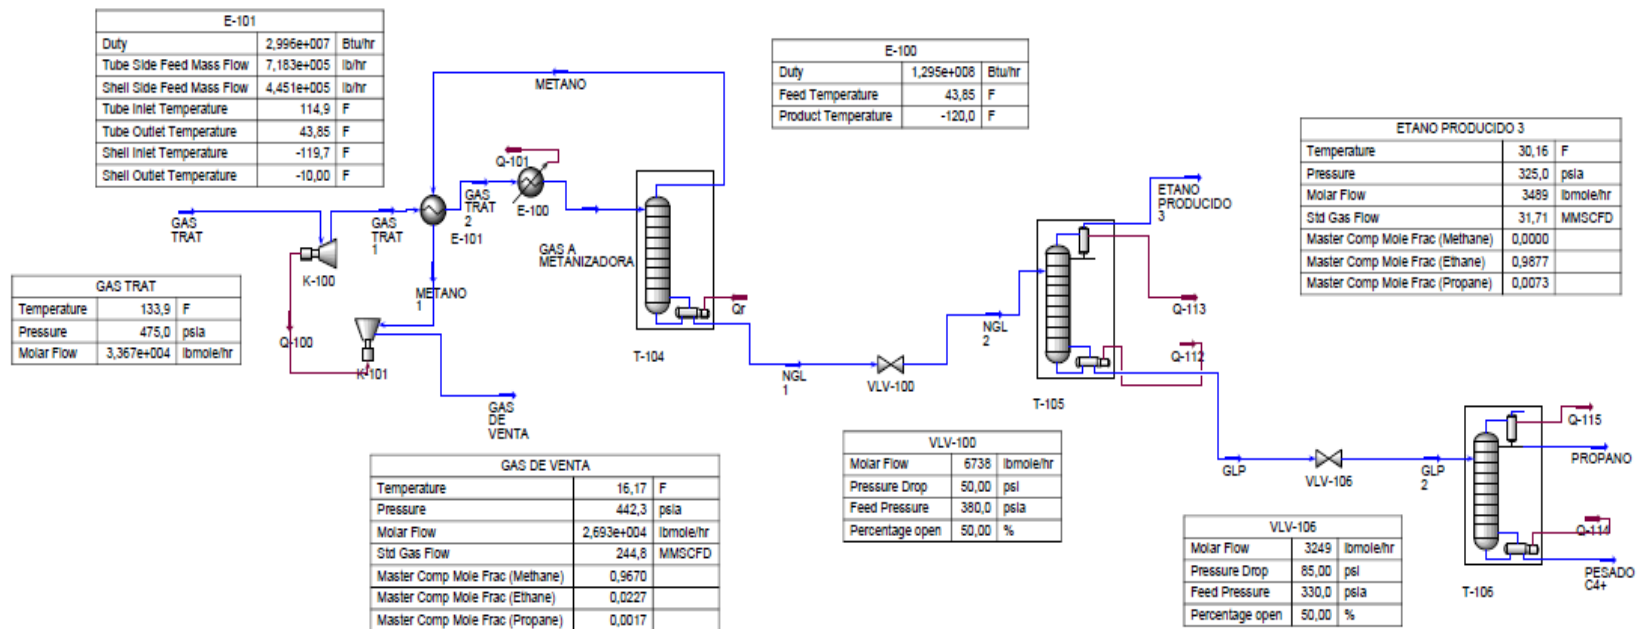 E-101
Duty 2,996e+007 Btu/hr
Tube Side Feed Mass Flow 7,183e+005 lb/hr
Shell Side Feed Mass Flow 4,451e+005 lb/hr
Tube Inlet Temperature 114,9 F
Tube Outlet Temperature 43,85 F
Shell Inlet Temperature -119,7 F
Shell Outlet Temperature -10,00 F
METANO
E-100
Duty 1,295e+008 Btu/hr
Feed Temperature 43,85 F
Product Temperature -120,0 F
ETANO PRODUCIDO 3
Temperature 30,16 F
Pressure 325,0 psia
Molar Flow 3489 lbmole/hr
Std Gas Flow 31,71 MMSCFD
Master Comp Mole Frac (Methane) 0,0000
Master Comp Mole Frac (Ethane) 0,9877
Master Comp Mole Frac (Propane) 0,0073
Q-101
GAS
TRAT
GAS
TRAT
1
E-101
GAS
TRAT
2
E-100
GAS A
METANIZADORA
ETANO
PRODUCIDO
3
K-100
METANO
1
Q-100
K-101
GAS TRAT
Temperature 133,9 F
Pressure 475,0 psia
Molar Flow 3,367e+004 lbmole/hr
Qr
T-104
NGL
1
VLV-100
NGL
2
Q-113
Q-112
T-105
GAS
DE
VENTA
GAS DE VENTA
Temperature 16,17 F
Pressure 442,3 psia
Molar Flow 2,693e+004 lbmole/hr
Std Gas Flow 244,8 MMSCFD
Master Comp Mole Frac (Methane) 0,9670
Master Comp Mole Frac (Ethane) 0,0227
Master Comp Mole Frac (Propane) 0,0017
VLV-100
Molar Flow 6738 lbmole/hr
Pressure Drop 50,00 psi
Feed Pressure 380,0 psia
Percentage open 50,00 %
GLP
VLV-106
GLP
2
Q-115
PROPANO
Q-114
PESADO
C4+
T-106
VLV-106
Molar Flow 3249 lbmole/hr
Pressure Drop 85,00 psi
Feed Pressure 330,0 psia
Percentage open 50,00 %